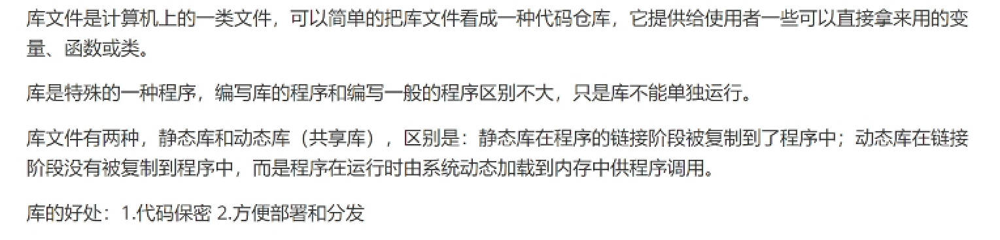 库文件是计算机上的一类文件，可以简单的把库文件看成一种代码仓库，它提供给使用者一些可以直接拿来用的变
量、函数或类。
库是特殊的一种程序，编写库的程序和编写一般的程序区别不大，只是库不能单独运行。
库文件有两种，静态库和动态库（共享库），区别是：静态库在程序的链接阶段被复制到了程序中；动态库在链接
阶段没有被复制到程序中，而是程序在运行时由系统动态加载到内存中供程序调用。
库的好处：1.代码保密 2.方便部署和分发